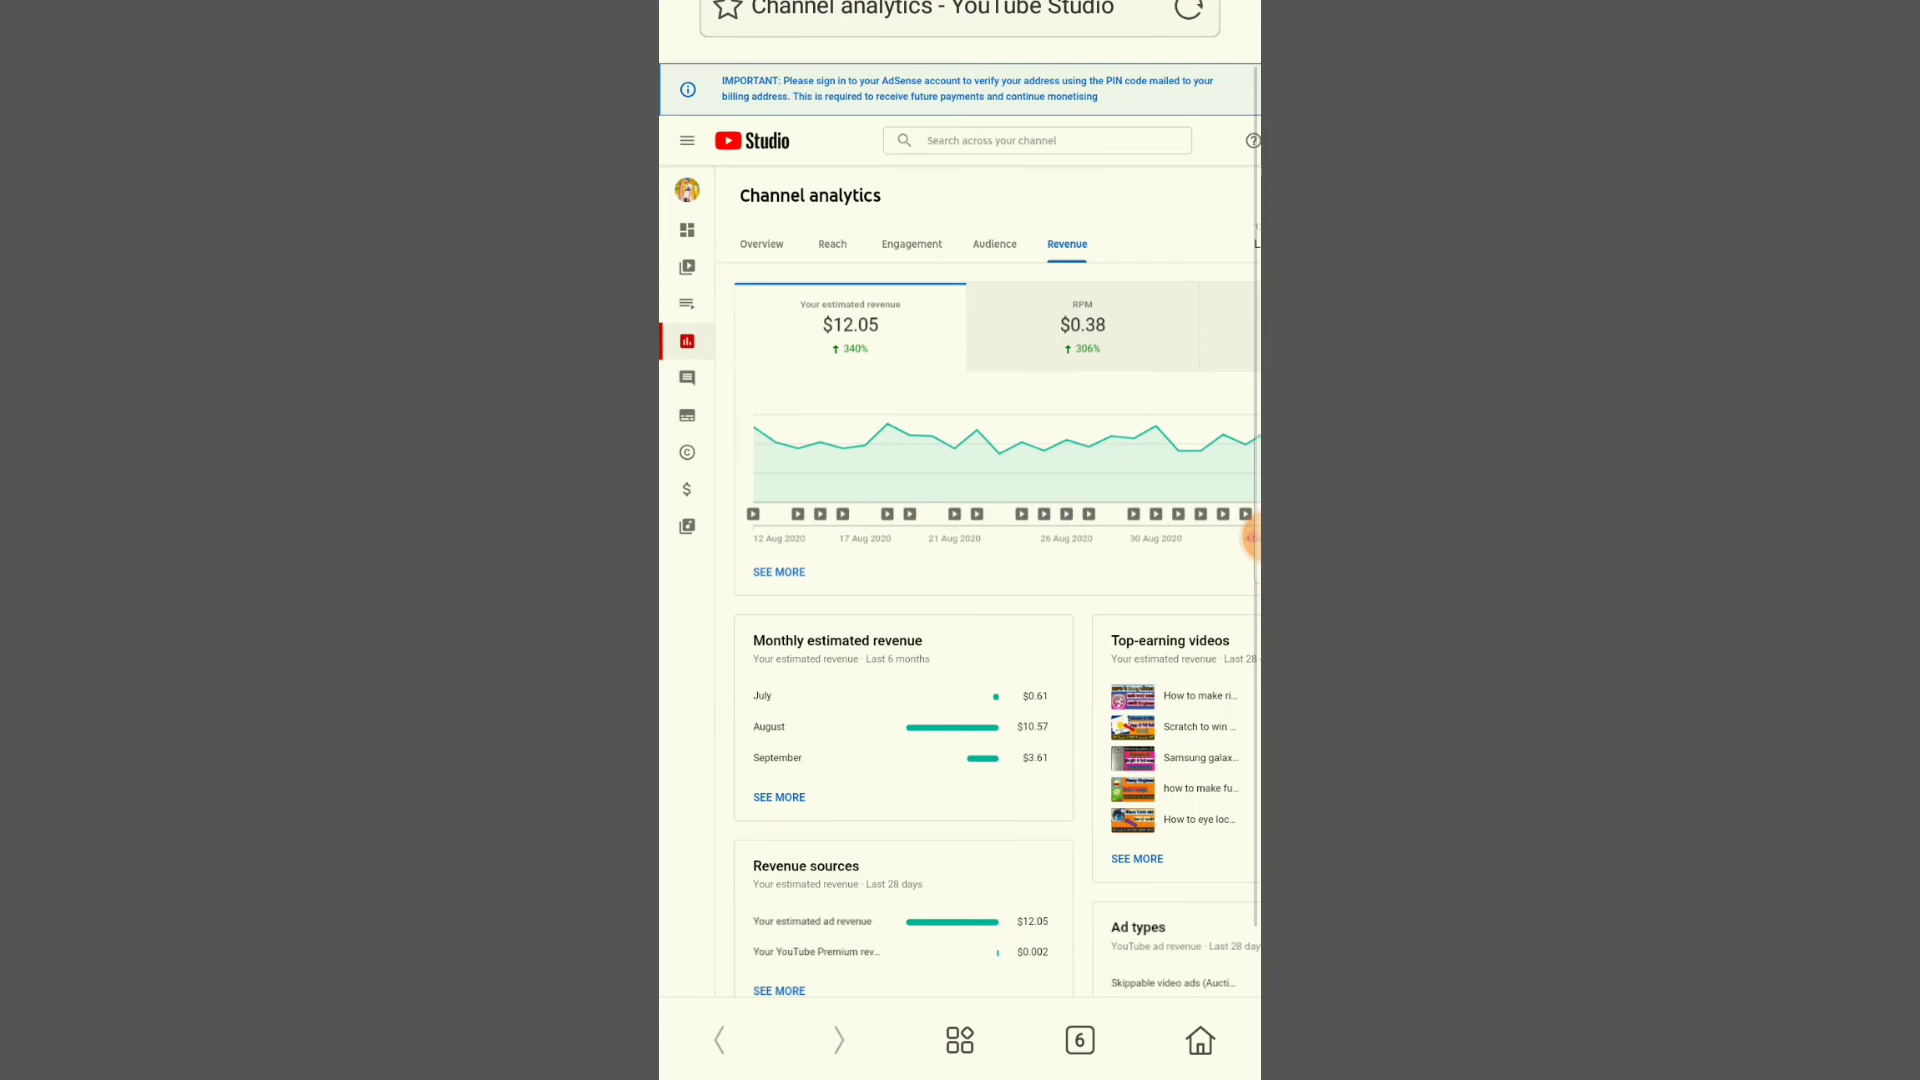 Channel analytics - YouTube Studio
IMPORTANT: Please sign in to your AdSense account to verify your address using the PIN code mailed to your
billing address. This is required to receive future payments and continue monetising
Studio
Search across your channel
Channel analytics
Overview Reach Engagement Audience Revenue
Your estimated revenue
$12.05
340%
RPM
$0.38
306%
12 Aug 2020 17 Aug 2020 21 Aug 2020 26 Aug 2020 30 Aug 2020
SEE MORE
Monthly estimated revenue
Your estimated revenue · Last 6 months
July $0.61
August $10.57
September $3.61
SEE MORE
Top-earning videos
Your estimated revenue · Last 28
How to make ri...
Scratch to win ...
Samsung galax...
how to make fu...
How to eye loc...
SEE MORE
Revenue sources
Your estimated revenue · Last 28 days
Your estimated ad revenue $12.05
Your YouTube Premium rev... $0.002
SEE MORE
Ad types
YouTube ad revenue · Last 28 day
Skippable video ads (Aucti...
6